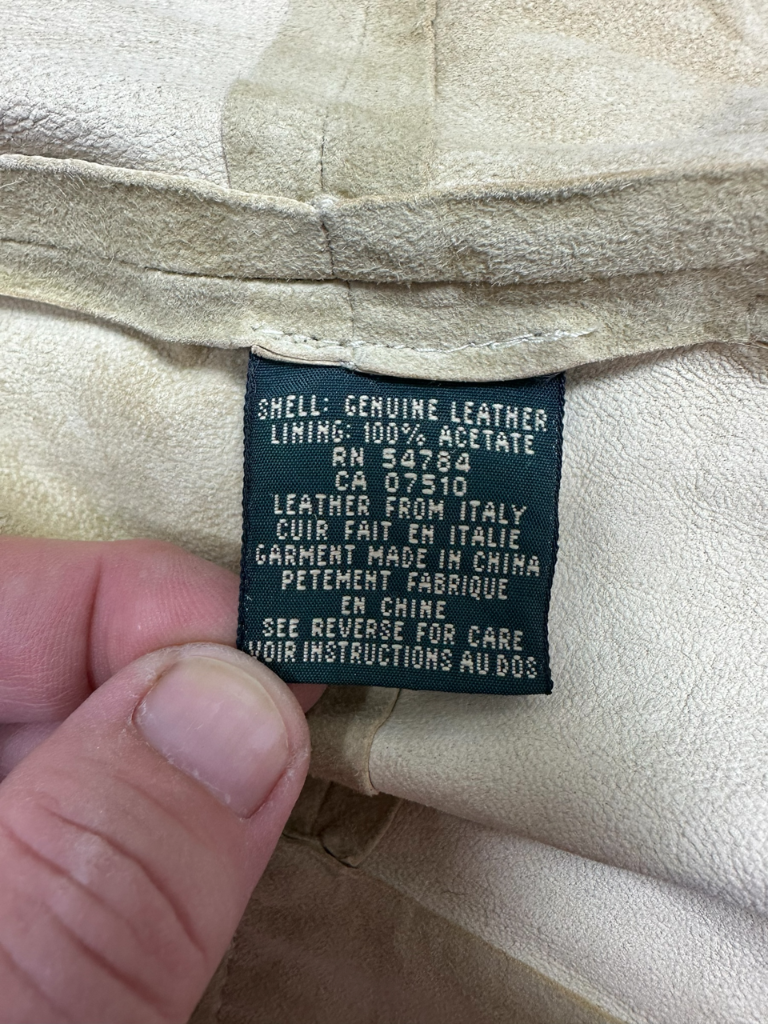 SHELL: GENUINE LEATHER
LINING: 100% ACETATE
RN 54784
CA 07510
LEATHER FROM ITALY
CUIR FAIT EN ITALIE
GARMENT MADE IN CHINA
PETEMENT FABRIQUE
EN CHINE
SEE REVERSE FOR CARE
VOIR INSTRUCTIONS AU DOS